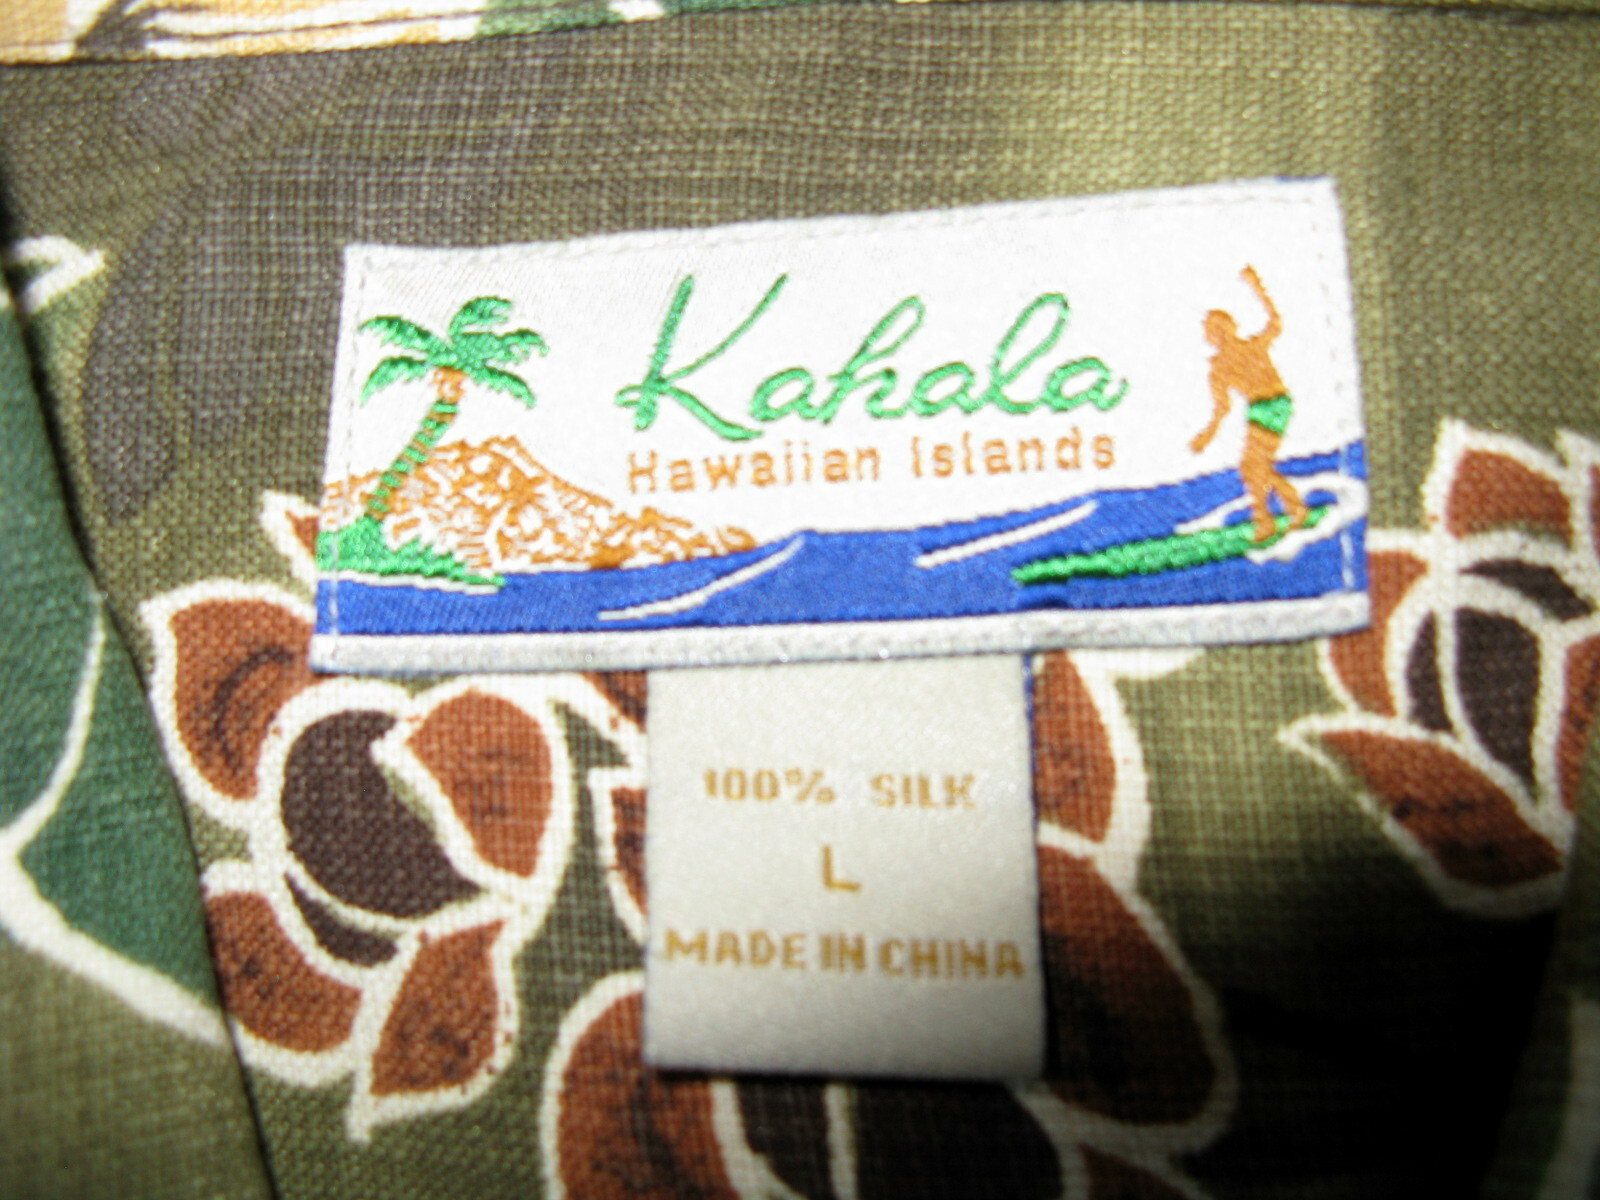 Kahala
Hawaiian Islands
100% SILK
L
MADE IN CHINA